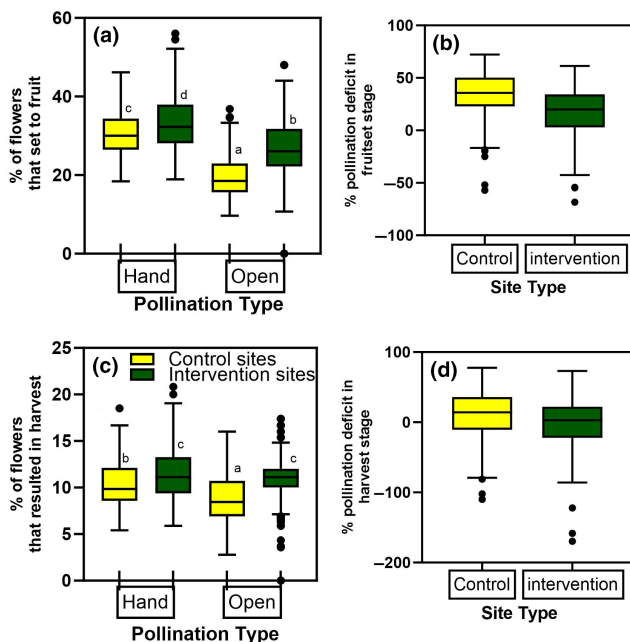 (a)
% of flowers
that set to fruit
60
40
20
0
c
d
a
b
Hand
Open
Pollination Type
(b)
% pollination deficit in
fruitset stage
100
50
0
−50
−100
Control
intervention
Site Type
(c)
Control sites
Intervention sites
% of flowers
that resulted in harvest
25
20
15
10
5
0
b
c
a
c
Hand
Open
Pollination Type
(d)
% pollination deficit in
harvest stage
100
0
−100
−200
Control
intervention
Site Type